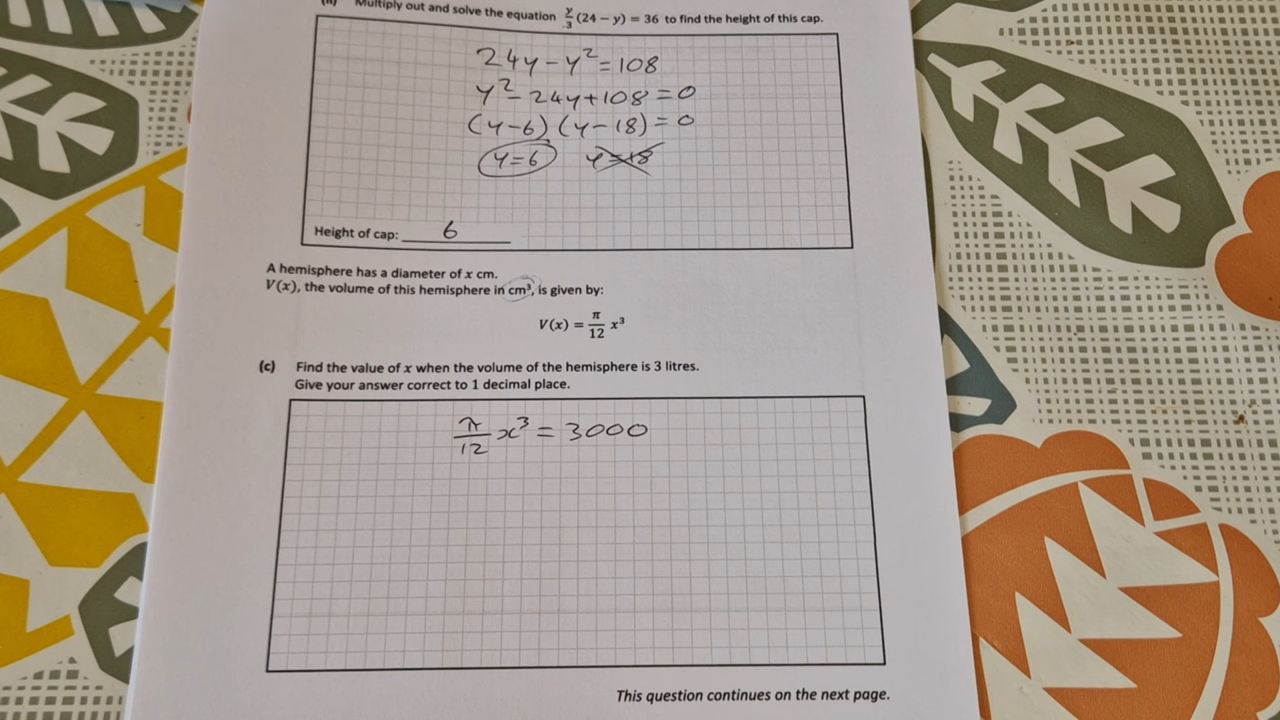 (ii) Multiply out and solve the equation y/3 (24 − y) = 36 to find the height of this cap.
24y − y² = 108
y² − 24y + 108 = 0
(y − 6) (y − 18) = 0
y = 6 y = 18
Height of cap: 6
A hemisphere has a diameter of x cm.
V(x), the volume of this hemisphere in cm³, is given by:
V(x) = π/12 x³
(c) Find the value of x when the volume of the hemisphere is 3 litres.
Give your answer correct to 1 decimal place.
π/12 x³ = 3000
This question continues on the next page.